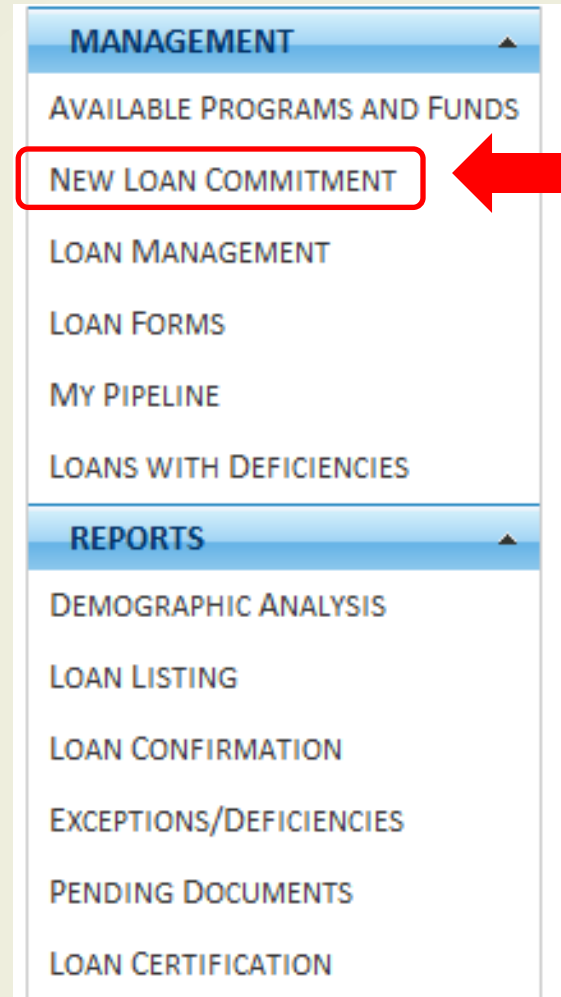 MANAGEMENT
AVAILABLE PROGRAMS AND FUNDS
NEW LOAN COMMITMENT
LOAN MANAGEMENT
LOAN FORMS
MY PIPELINE
LOANS WITH DEFICIENCIES
REPORTS
DEMOGRAPHIC ANALYSIS
LOAN LISTING
LOAN CONFIRMATION
EXCEPTIONS/DEFICIENCIES
PENDING DOCUMENTS
LOAN CERTIFICATION